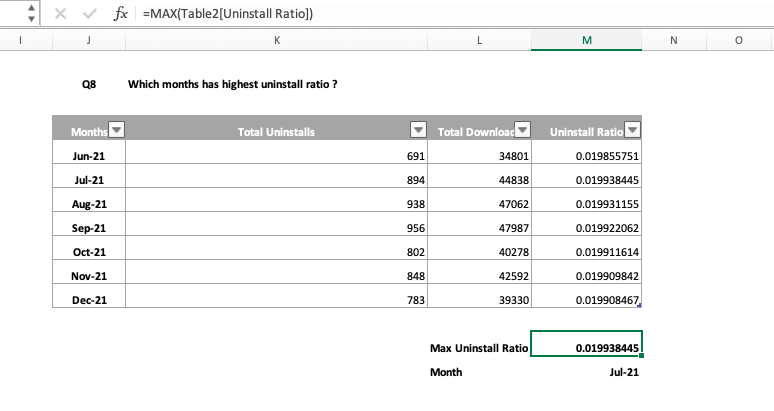 fx =MAX(Table2[Uninstall Ratio])
I J K L M N O
Q8 Which months has highest uninstall ratio ?
Months Total Uninstalls Total Downloac Uninstall Ratio
Jun-21 691 34801 0.019855751
Jul-21 894 44838 0.019938445
Aug-21 938 47062 0.019931155
Sep-21 956 47987 0.019922062
Oct-21 802 40278 0.019911614
Nov-21 848 42592 0.019909842
Dec-21 783 39330 0.019908467
Max Uninstall Ratio 0.019938445
Month Jul-21